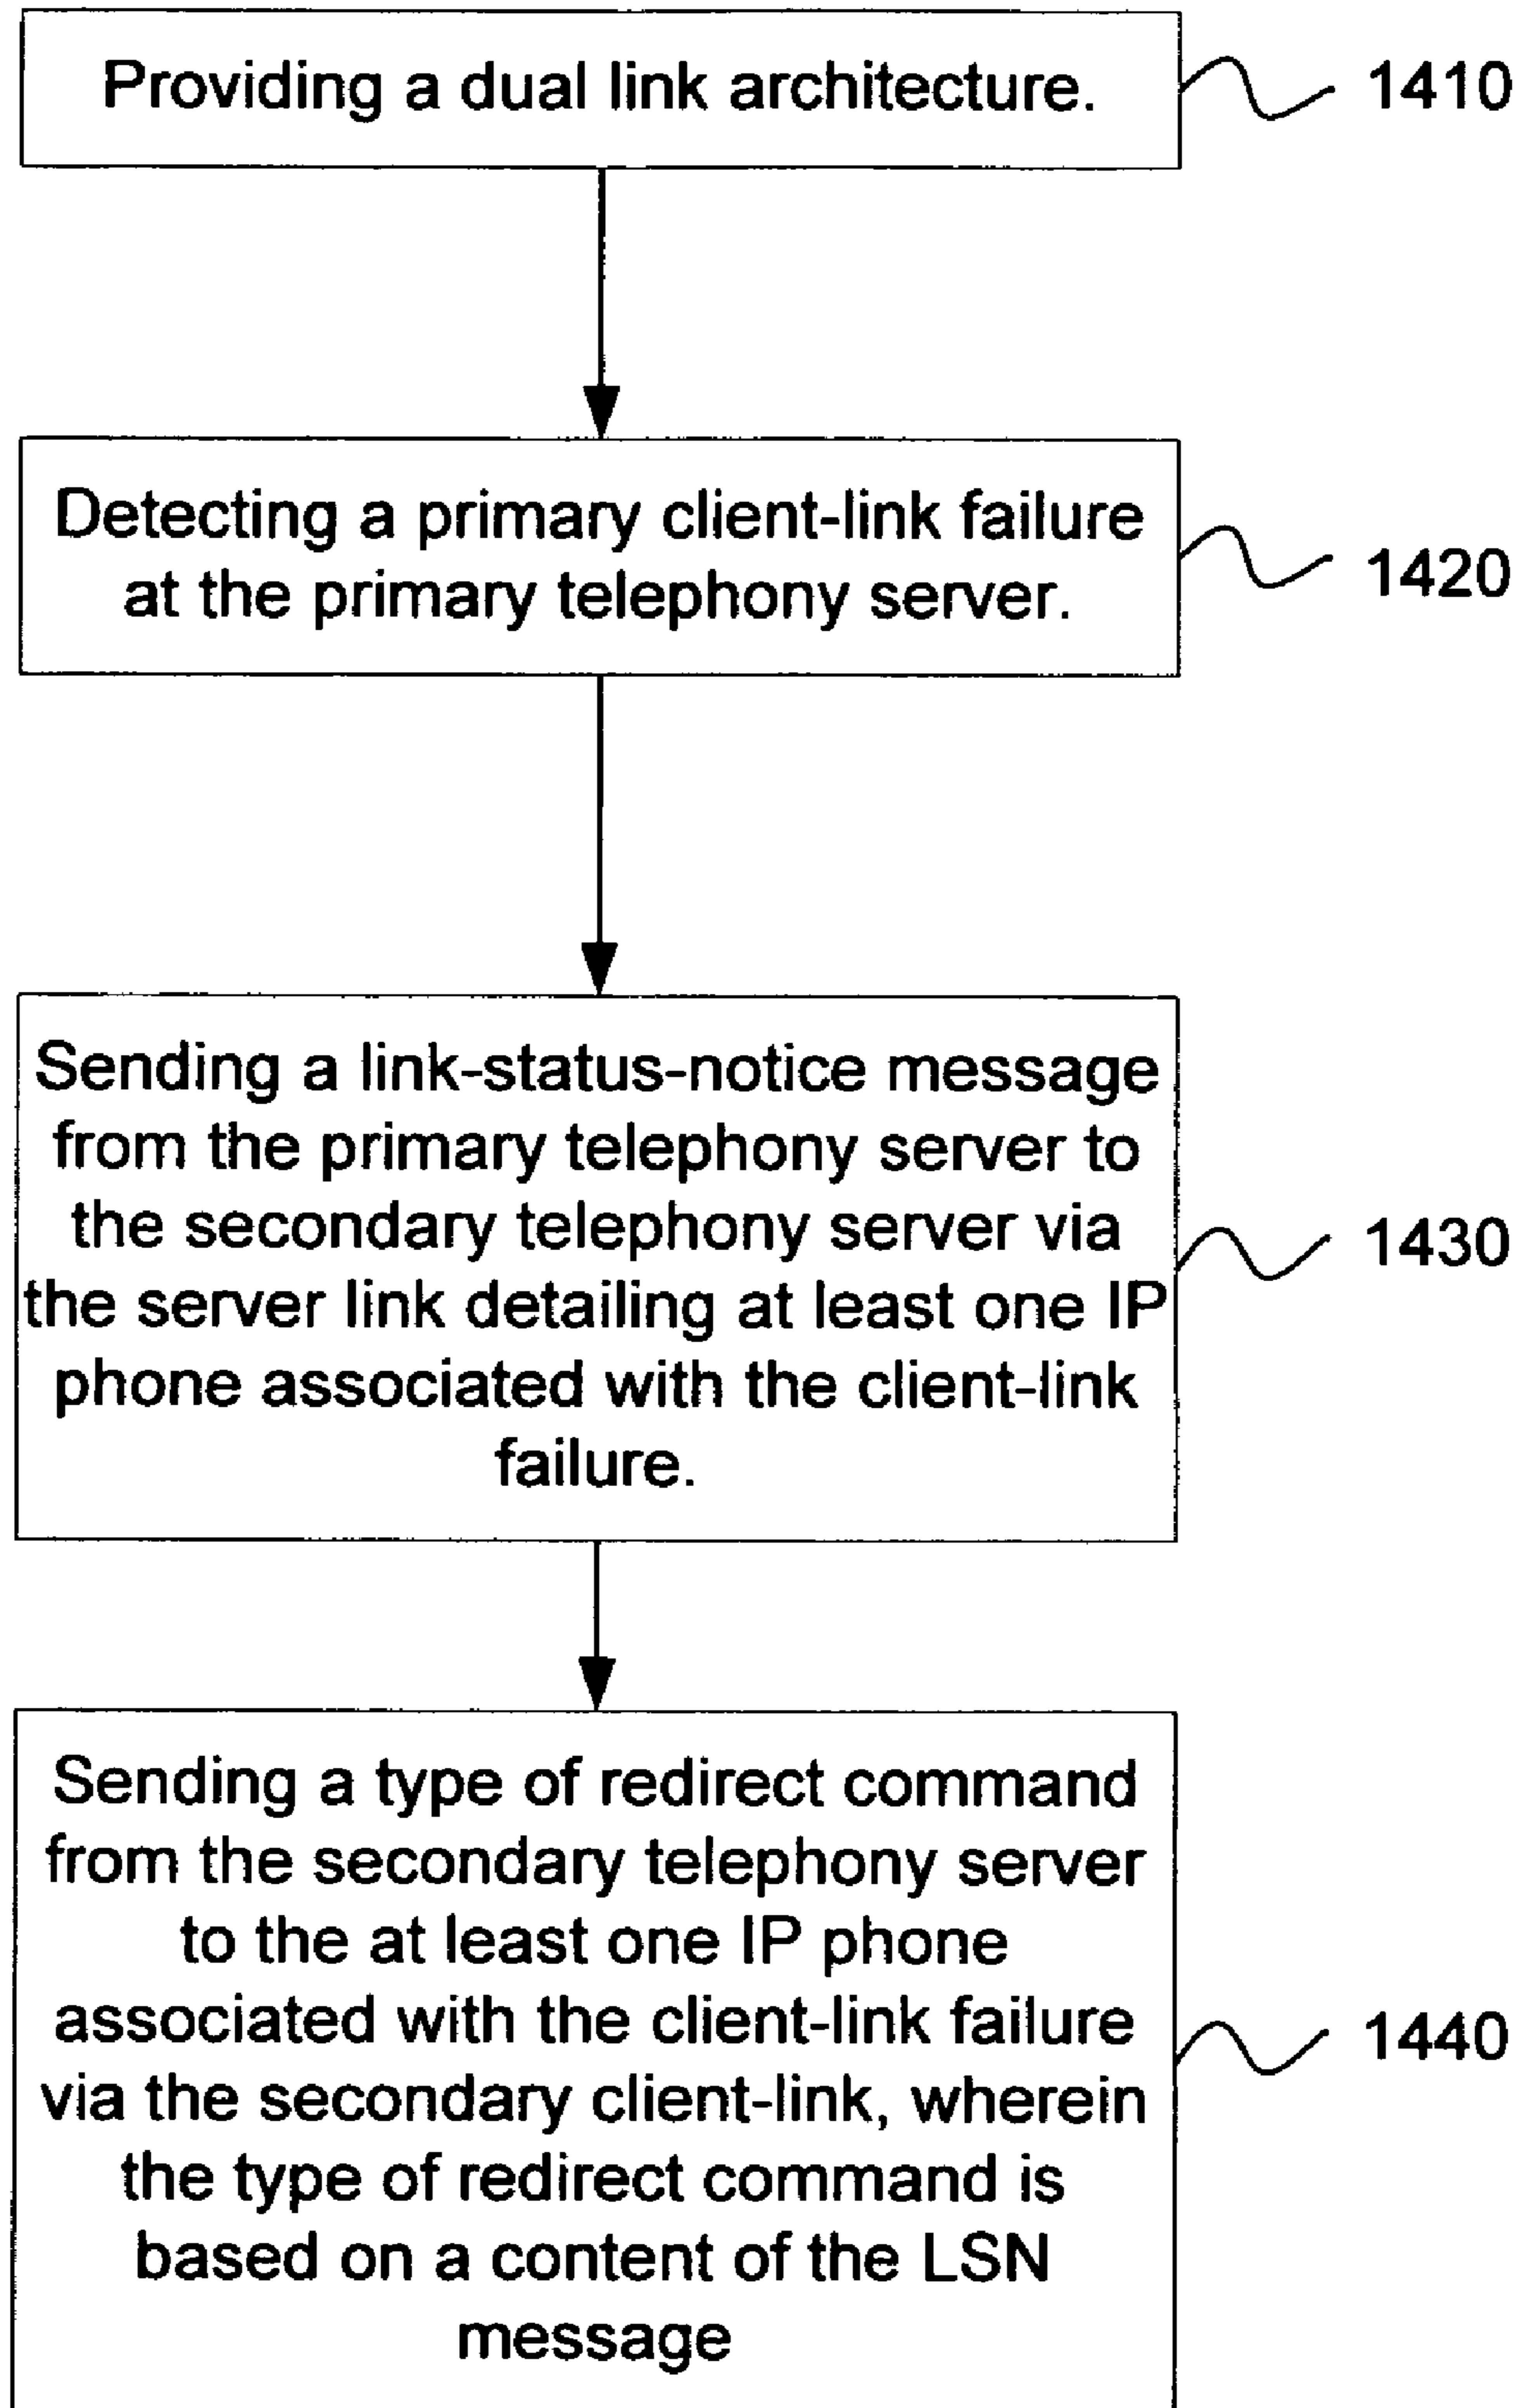 Providing a dual link architecture.
1410
Detecting a primary client-link failure
at the primary telephony server.
1420
Sending a link-status-notice message
from the primary telephony server to
the secondary telephony server via
the server link detailing at least one IP
phone associated with the client-link
failure.
1430
Sending a type of redirect command
from the secondary telephony server
to the at least one IP phone
associated with the client-link failure
via the secondary client-link, wherein
the type of redirect command is
based on a content of the LSN
message
1440